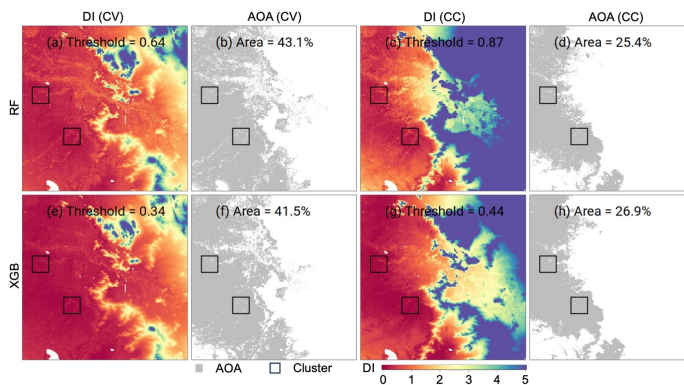 DI (CV) AOA (CV) DI (CC) AOA (CC)
RF
(a) Threshold = 0.64 (b) Area = 43.1% (c) Threshold = 0.87 (d) Area = 25.4%
XGB
(e) Threshold = 0.34 (f) Area = 41.5% (g) Threshold = 0.44 (h) Area = 26.9%
AOA Cluster DI
0 1 2 3 4 5